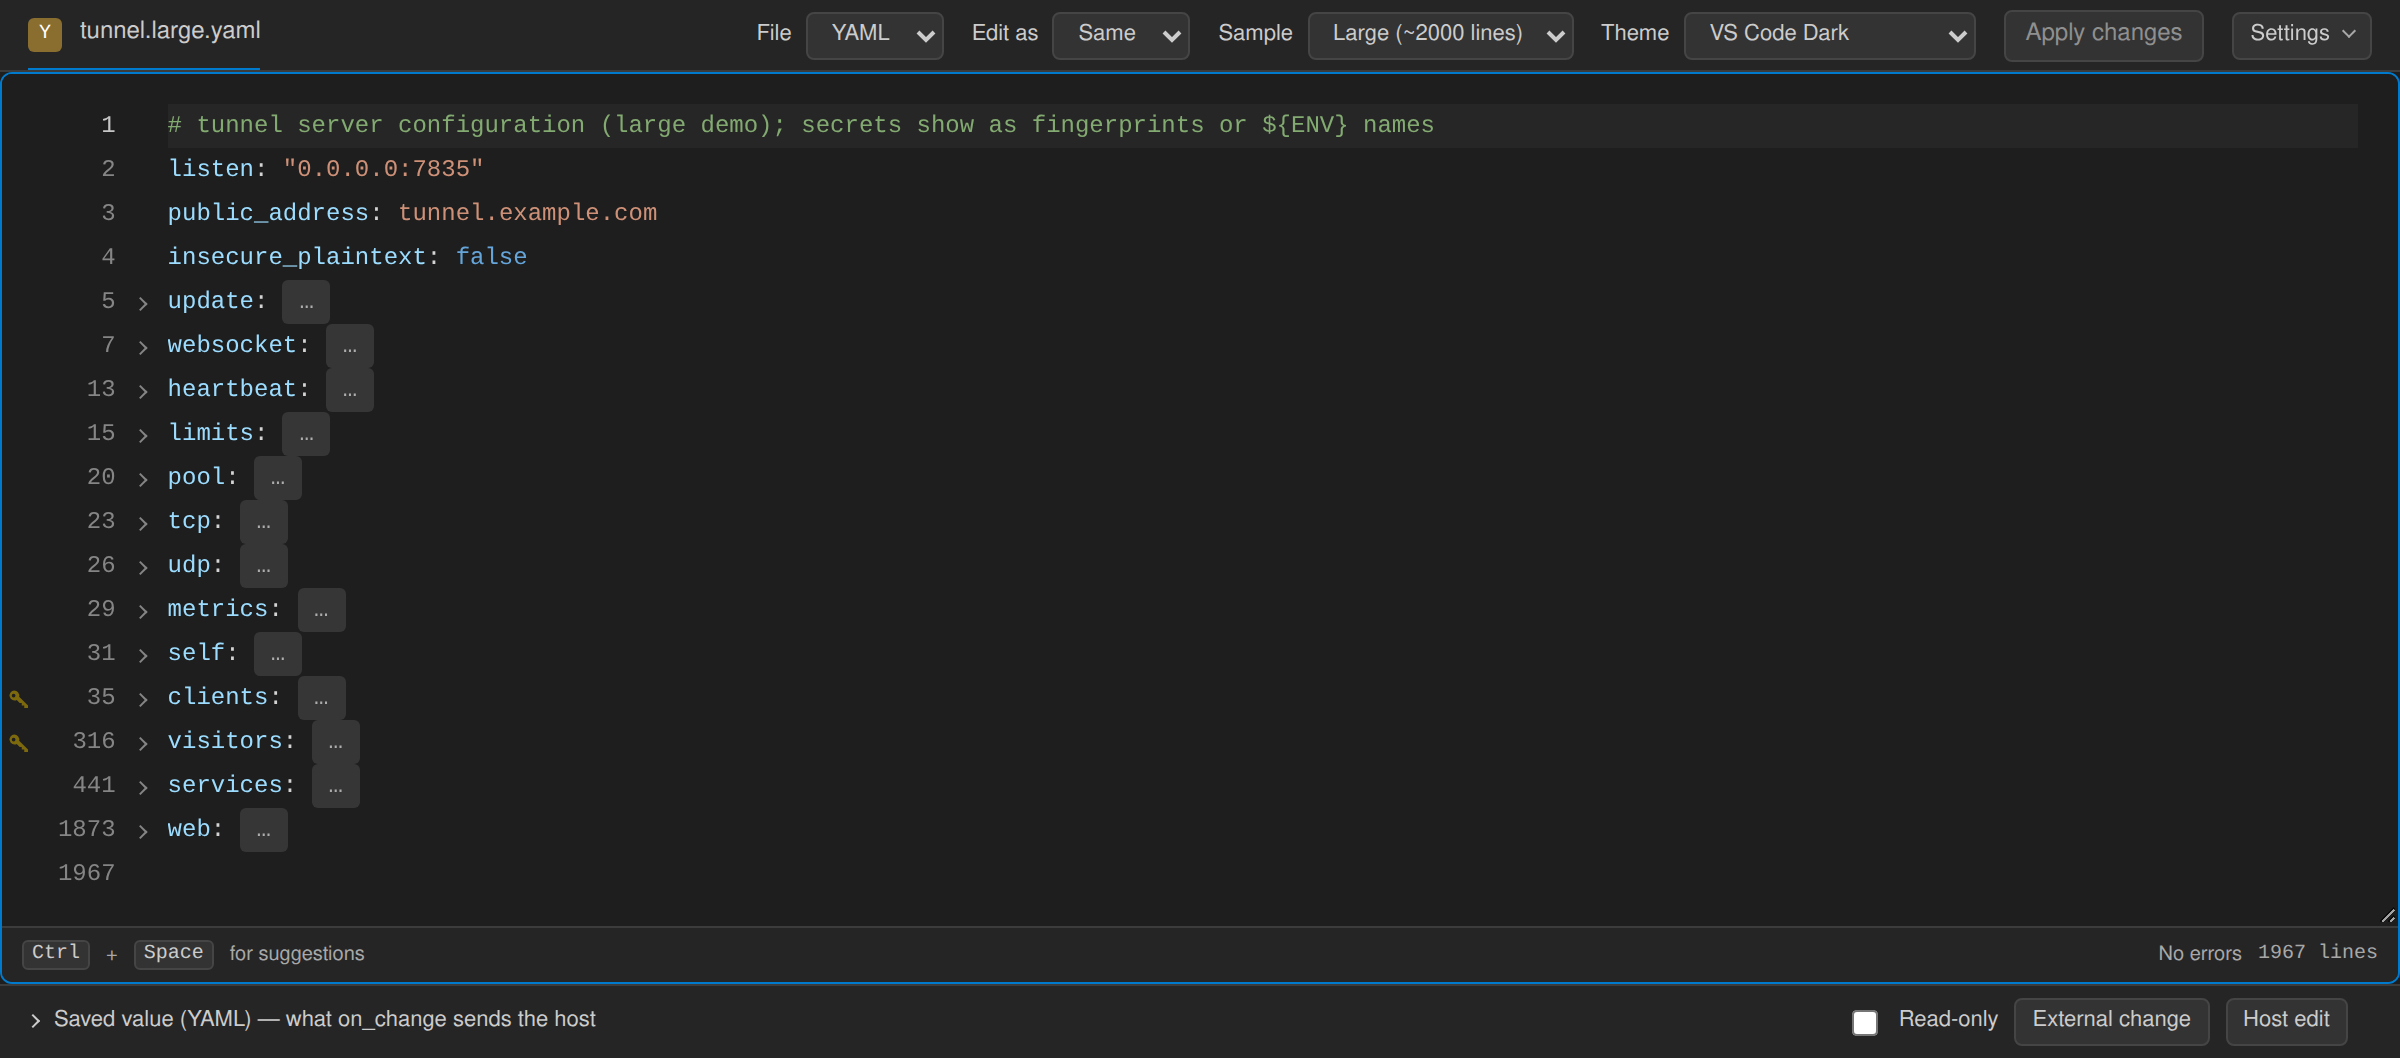 Y tunnel.large.yaml File YAML Edit as Same Sample Large (~2000 lines) Theme VS Code Dark Apply changes Settings
1 # tunnel server configuration (large demo); secrets show as fingerprints or ${ENV} names
2 listen: "0.0.0.0:7835"
3 public_address: tunnel.example.com
4 insecure_plaintext: false
5 update: …
7 websocket: …
13 heartbeat: …
15 limits: …
20 pool: …
23 tcp: …
26 udp: …
29 metrics: …
31 self: …
35 clients: …
316 visitors: …
441 services: …
1873 web: …
1967
Ctrl + Space for suggestions No errors 1967 lines
Saved value (YAML) — what on_change sends the host Read-only External change Host edit